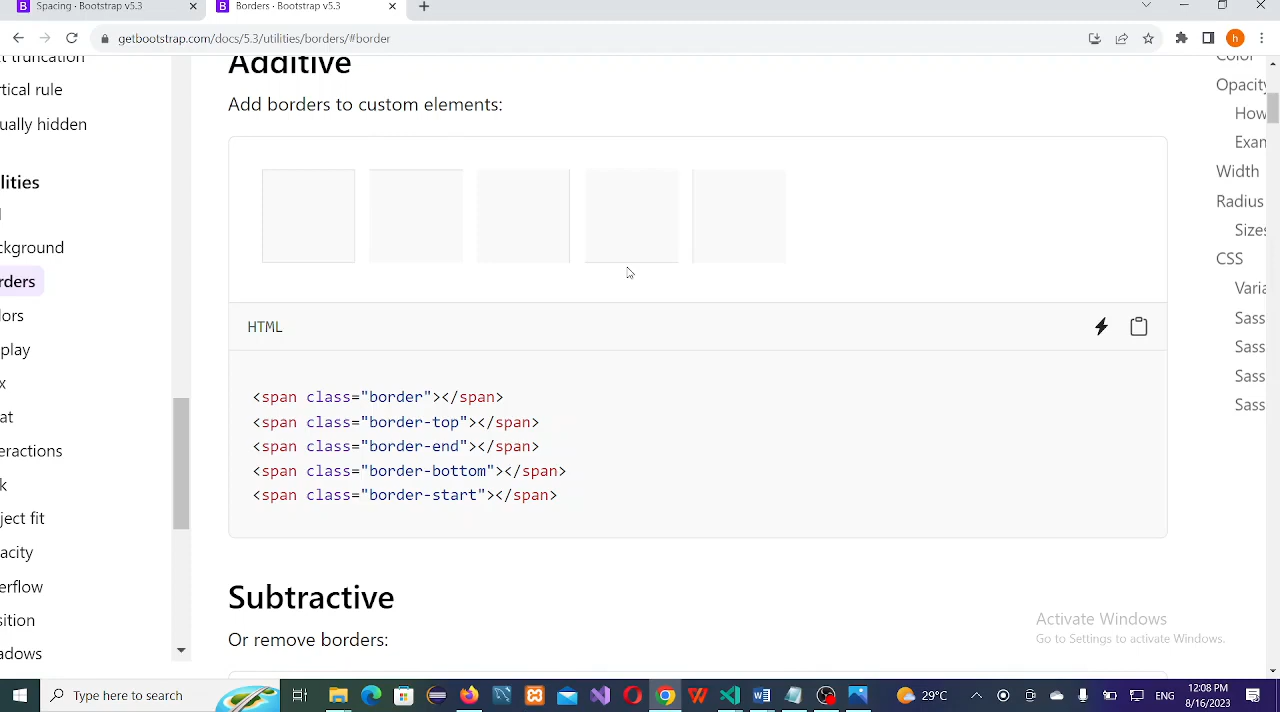 Spacing · Bootstrap v5.3
Borders · Bootstrap v5.3
getbootstrap.com/docs/5.3/utilities/borders/#border
h
t truncation
rtical rule
ually hidden
lities
ckground
rders
lors
play
x
at
eractions
k
ject fit
acity
erflow
sition
adows
Additive
Add borders to custom elements:
HTML
<span class="border"></span>
<span class="border-top"></span>
<span class="border-end"></span>
<span class="border-bottom"></span>
<span class="border-start"></span>
Subtractive
Or remove borders:
Color
Opacity
How
Exam
Width
Radius
Sizes
CSS
Varia
Sass
Sass
Sass
Sass
Activate Windows
Go to Settings to activate Windows.
Type here to search
29°C
ENG
12:08 PM
8/16/2023